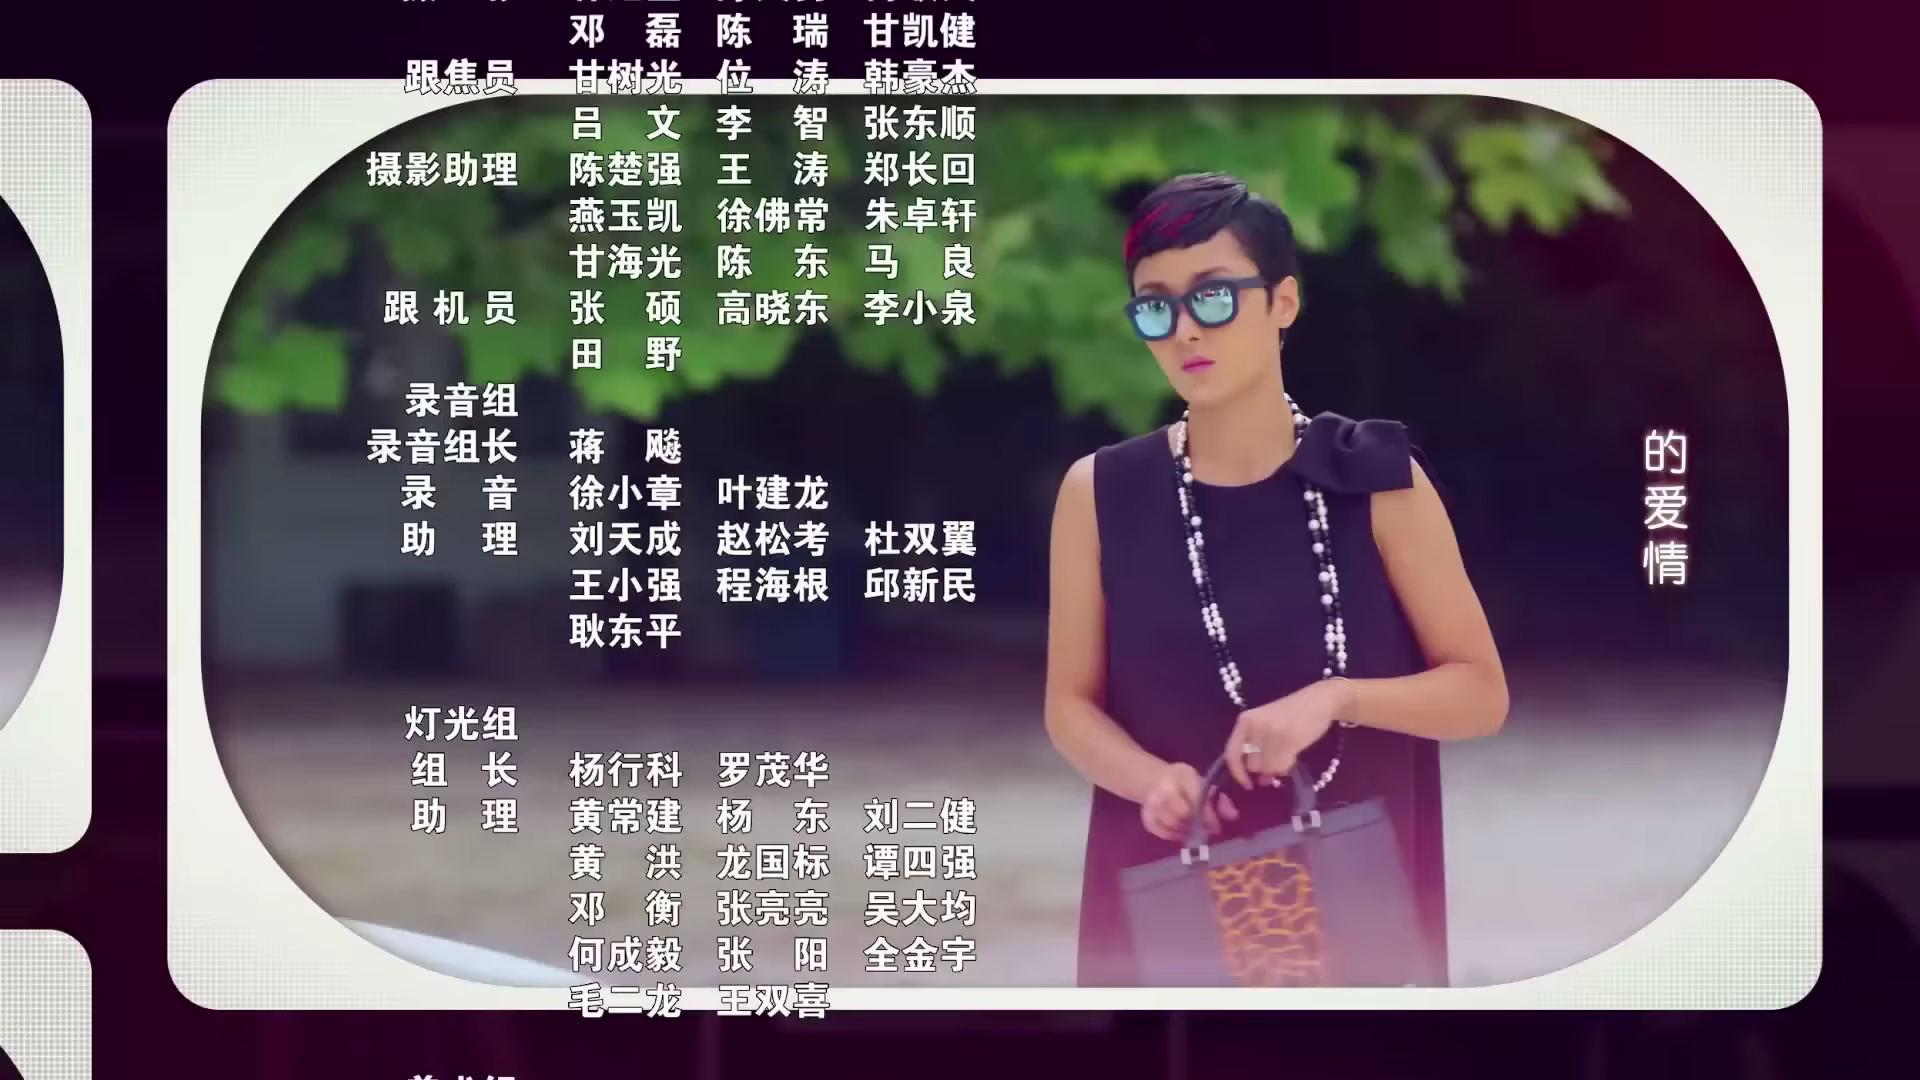 邓磊 陈瑞 甘凯健
跟焦员 甘树光 位涛 韩豪杰
吕文 李智 张东顺
摄影助理 陈楚强 王涛 郑长回
燕玉凯 徐佛常 朱卓轩
甘海光 陈东 马良
跟机员 张硕 高晓东 李小泉
田野
录音组
录音组长 蒋飚
录音 徐小章 叶建龙
助理 刘天成 赵松考 杜双翼
王小强 程海根 邱新民
耿东平
灯光组
组长 杨行科 罗茂华
助理 黄常建 杨东 刘二健
黄洪 龙国标 谭四强
邓衡 张亮亮 吴大均
何成毅 张阳 全金宇
毛二龙 王双喜
的爱情